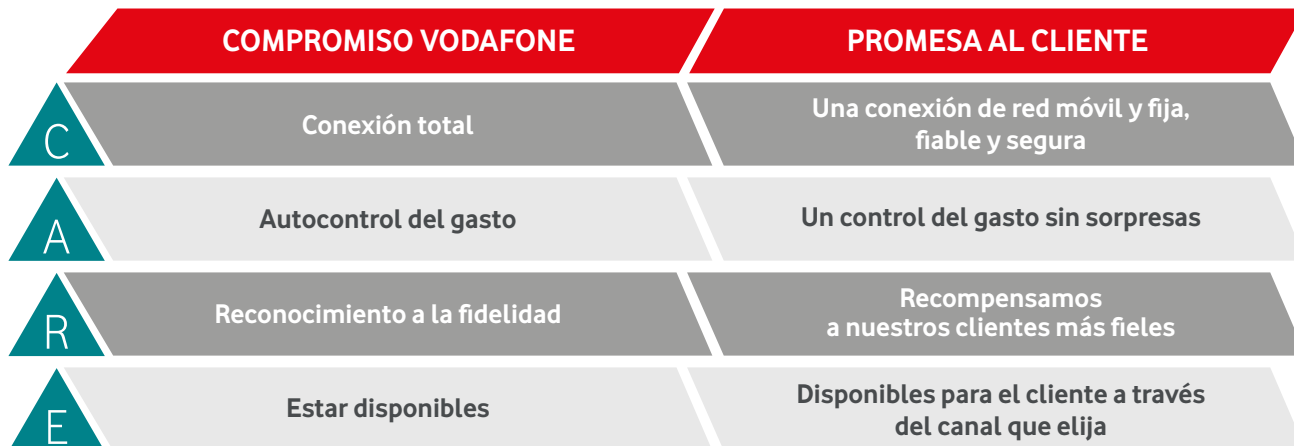 COMPROMISO VODAFONE
PROMESA AL CLIENTE
C
Conexión total
Una conexión de red móvil y fija,
fiable y segura
A
Autocontrol del gasto
Un control del gasto sin sorpresas
R
Reconocimiento a la fidelidad
Recompensamos
a nuestros clientes más fieles
E
Estar disponibles
Disponibles para el cliente a través
del canal que elija